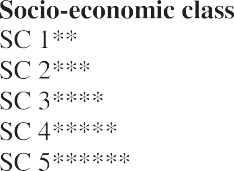 Socio-economic class
SC 1**
SC 2***
SC 3****
SC 4*****
SC 5******